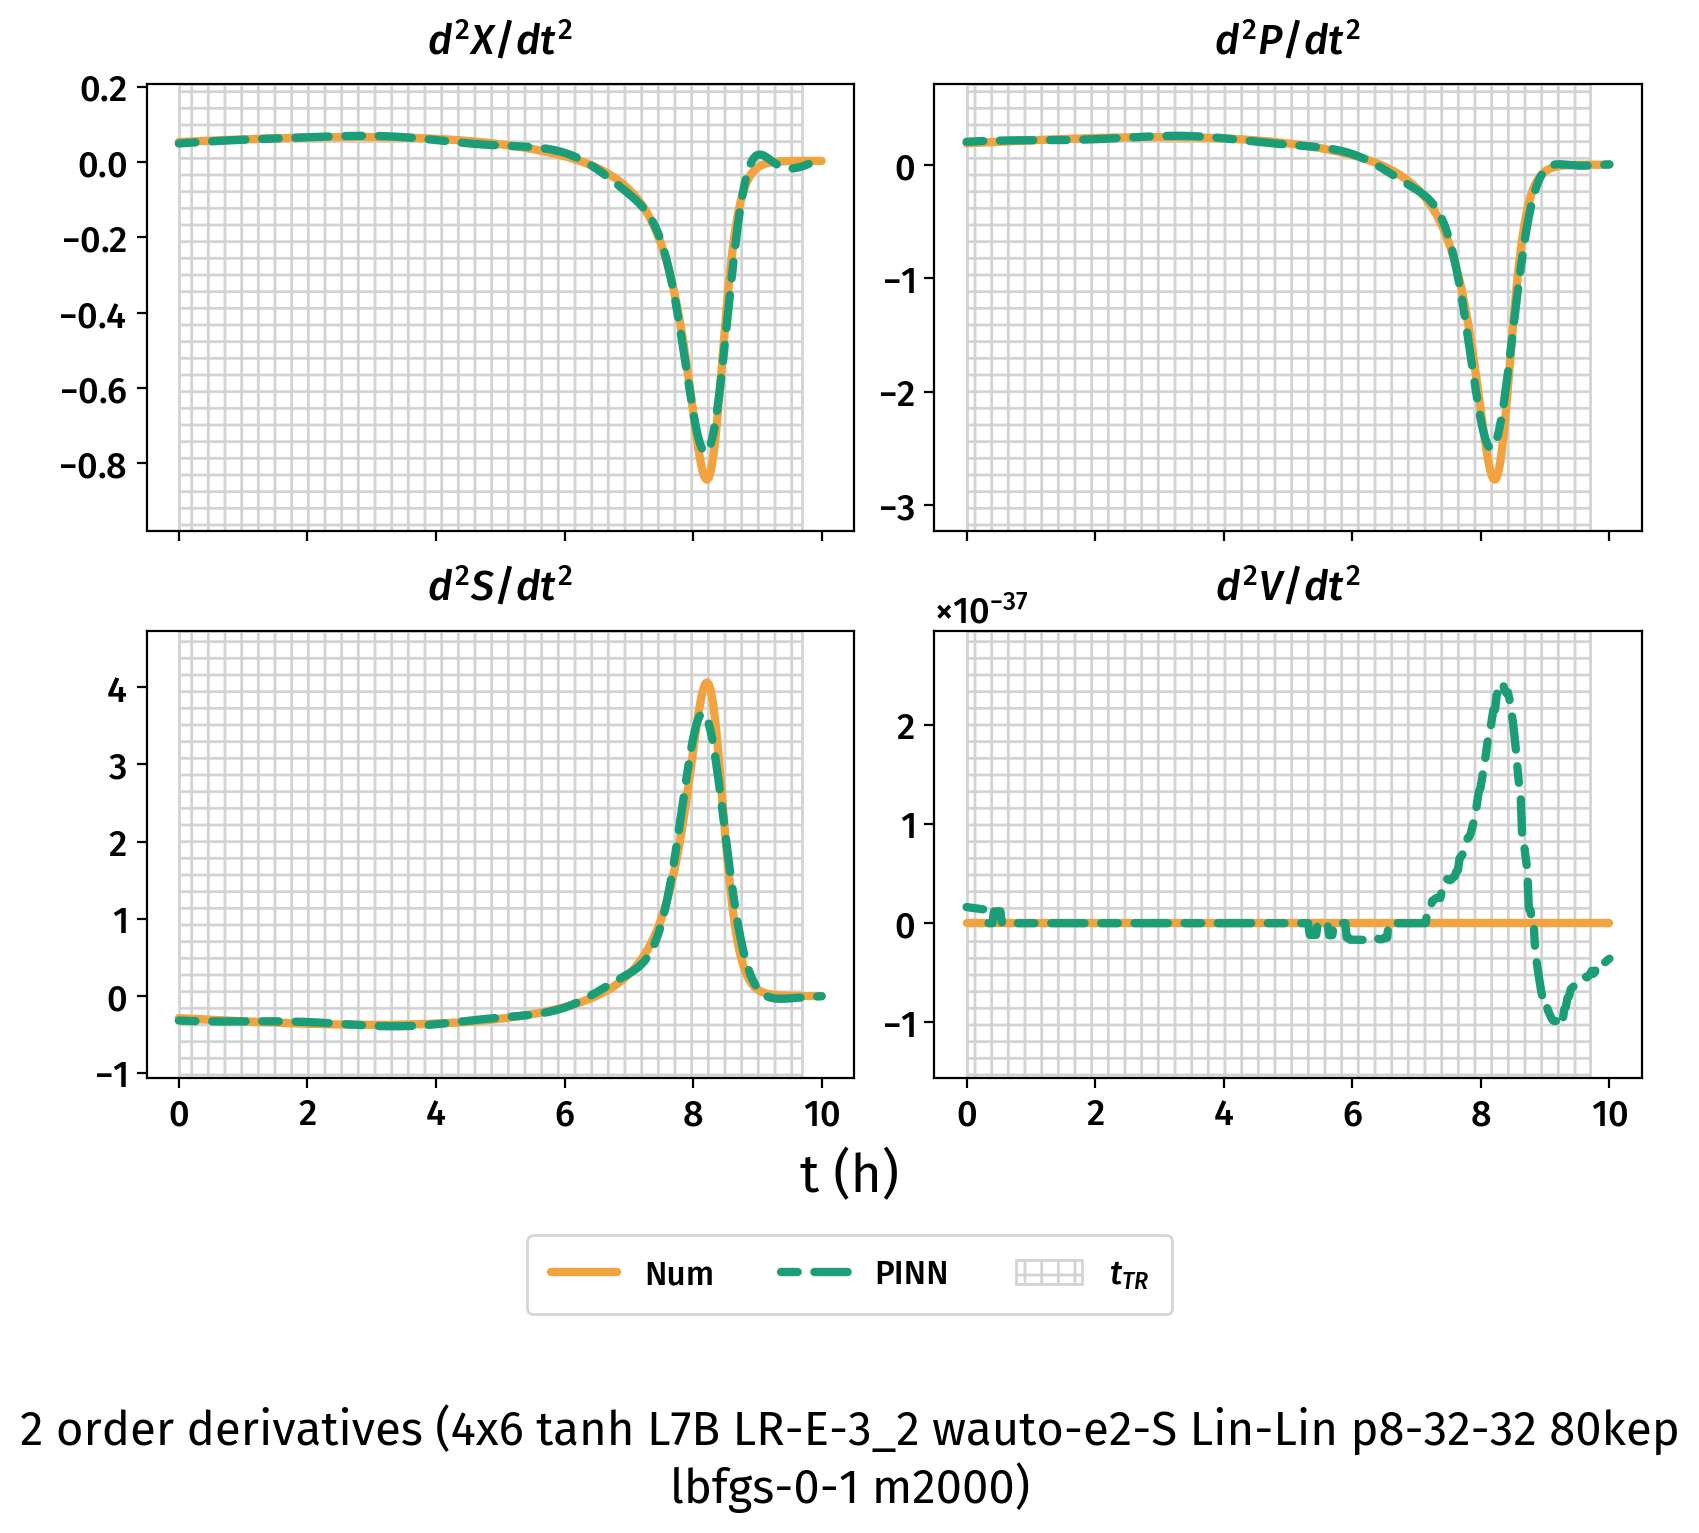 d²X/dt²
d²P/dt²
0.2
0.0
−0.2
−0.4
−0.6
−0.8
0
−1
−2
−3
d²S/dt²
d²V/dt²
×10⁻³⁷
4
3
2
1
0
−1
2
1
0
−1
0 2 4 6 8 10
0 2 4 6 8 10
t (h)
Num PINN t_TR
2 order derivatives (4x6 tanh L7B LR-E-3_2 wauto-e2-S Lin-Lin p8-32-32 80kep
lbfgs-0-1 m2000)